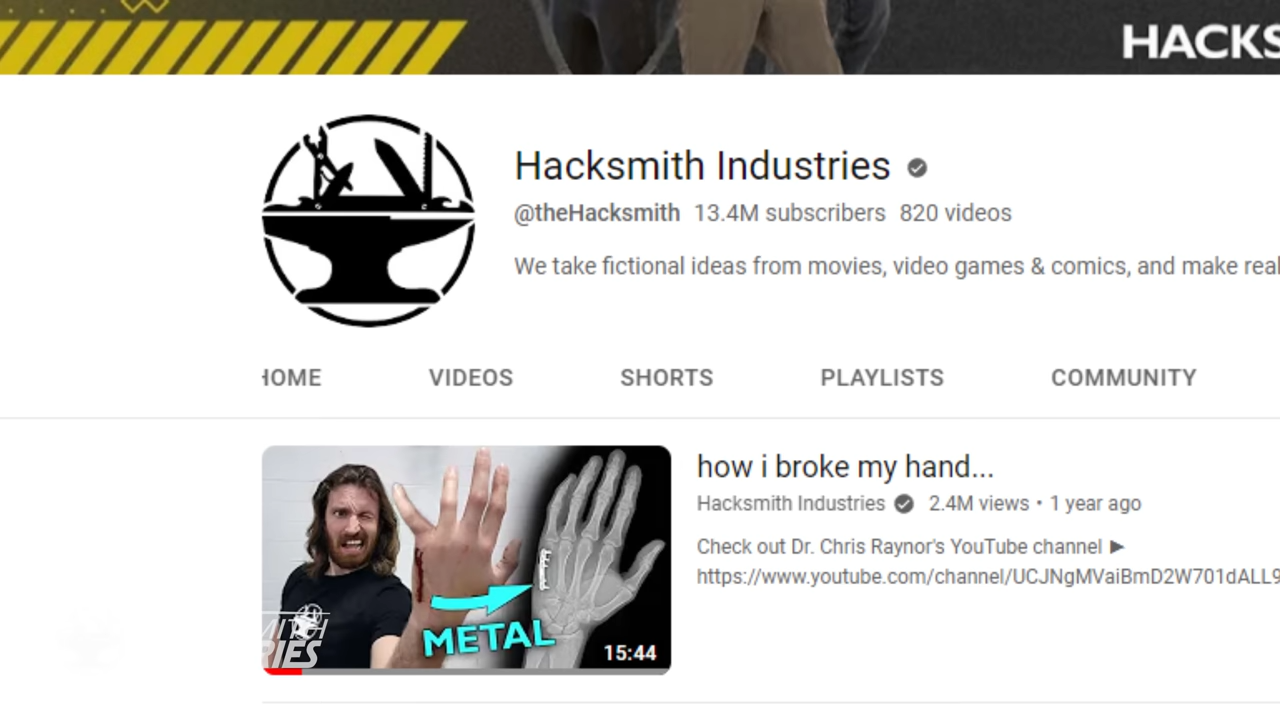 HACKS
Hacksmith Industries
@theHacksmith 13.4M subscribers 820 videos
We take fictional ideas from movies, video games & comics, and make real
HOME VIDEOS SHORTS PLAYLISTS COMMUNITY
how i broke my hand...
Hacksmith Industries 2.4M views • 1 year ago
Check out Dr. Chris Raynor's YouTube channel ►
https://www.youtube.com/channel/UCJNgMVaiBmD2W701dALL9
METAL
15:44